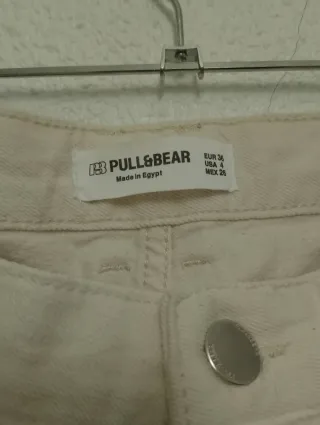 PULL&BEAR
Made in Egypt
EUR 36
USA 4
MEX 26